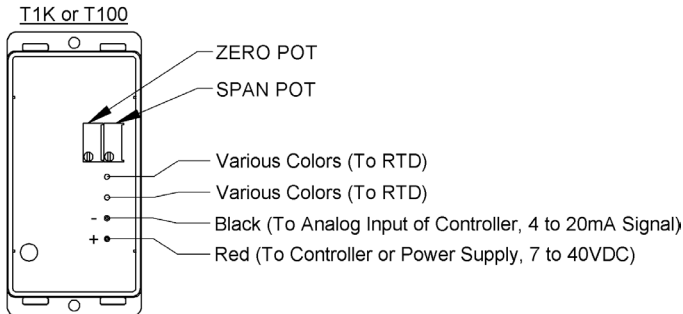 T1K or T100
ZERO POT
SPAN POT
Various Colors (To RTD)
Various Colors (To RTD)
- Black (To Analog Input of Controller, 4 to 20mA Signal)
+ Red (To Controller or Power Supply, 7 to 40VDC)